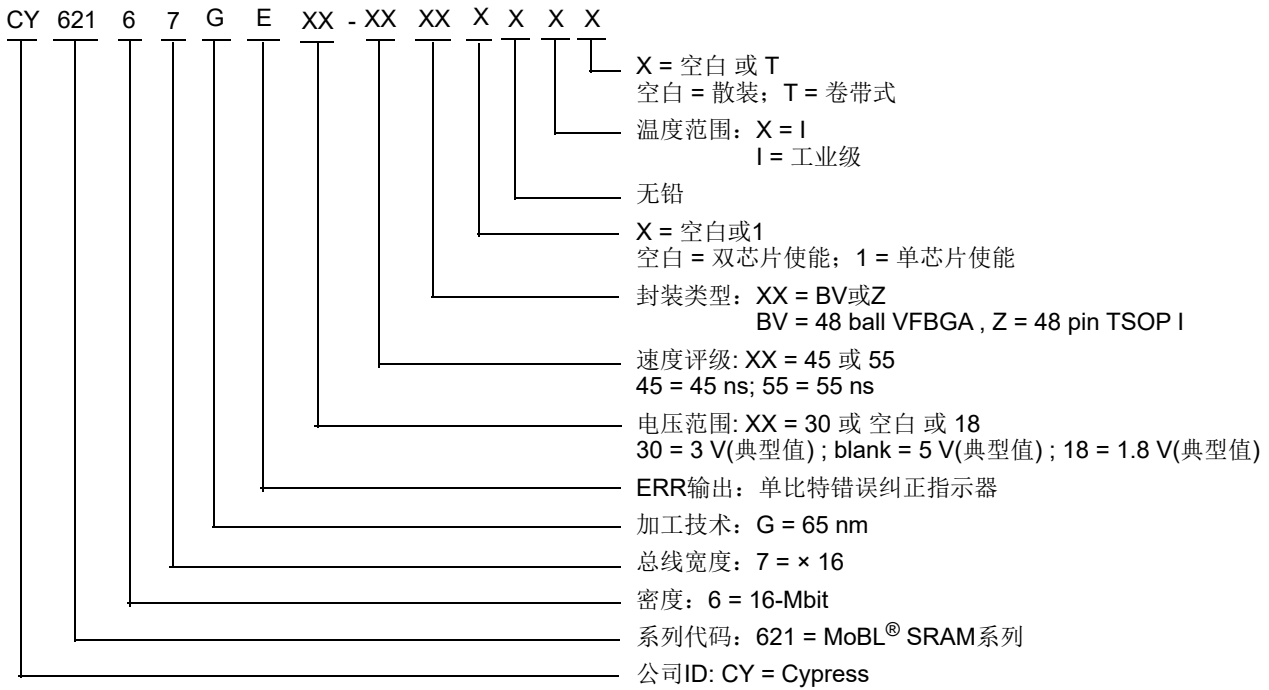 CY 621 6 7 G E XX - XX XX X X X X
X = 空白 或 T
空白 = 散装；T = 卷带式
温度范围：X = I
I = 工业级
无铅
X = 空白或1
空白 = 双芯片使能；1 = 单芯片使能
封装类型：XX = BV或Z
BV = 48 ball VFBGA , Z = 48 pin TSOP I
速度评级: XX = 45 或 55
45 = 45 ns; 55 = 55 ns
电压范围: XX = 30 或 空白 或 18
30 = 3 V(典型值) ; blank = 5 V(典型值) ; 18 = 1.8 V(典型值)
ERR输出：单比特错误纠正指示器
加工技术：G = 65 nm
总线宽度：7 = × 16
密度：6 = 16-Mbit
系列代码：621 = MoBL® SRAM系列
公司ID: CY = Cypress